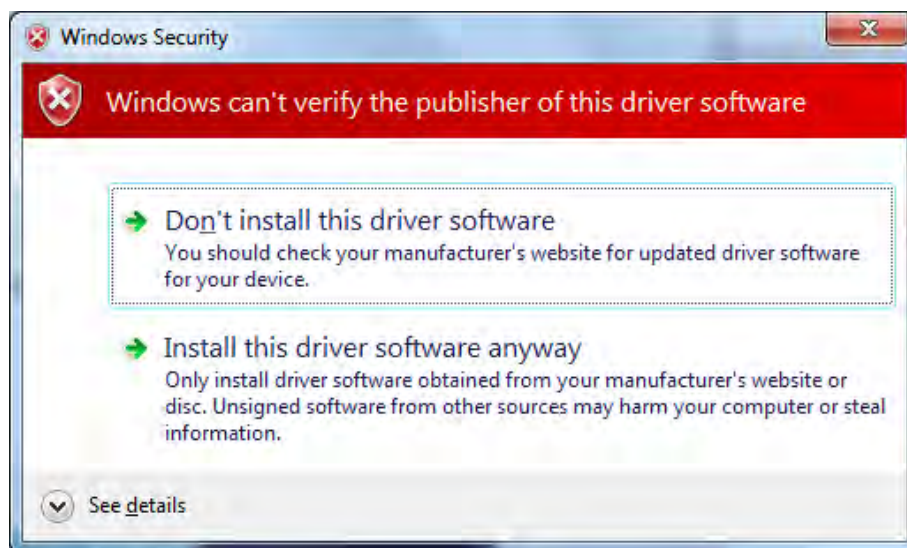 Windows Security
Windows can't verify the publisher of this driver software
Don't install this driver software
You should check your manufacturer's website for updated driver software
for your device.
Install this driver software anyway
Only install driver software obtained from your manufacturer's website or
disc. Unsigned software from other sources may harm your computer or steal
information.
See details